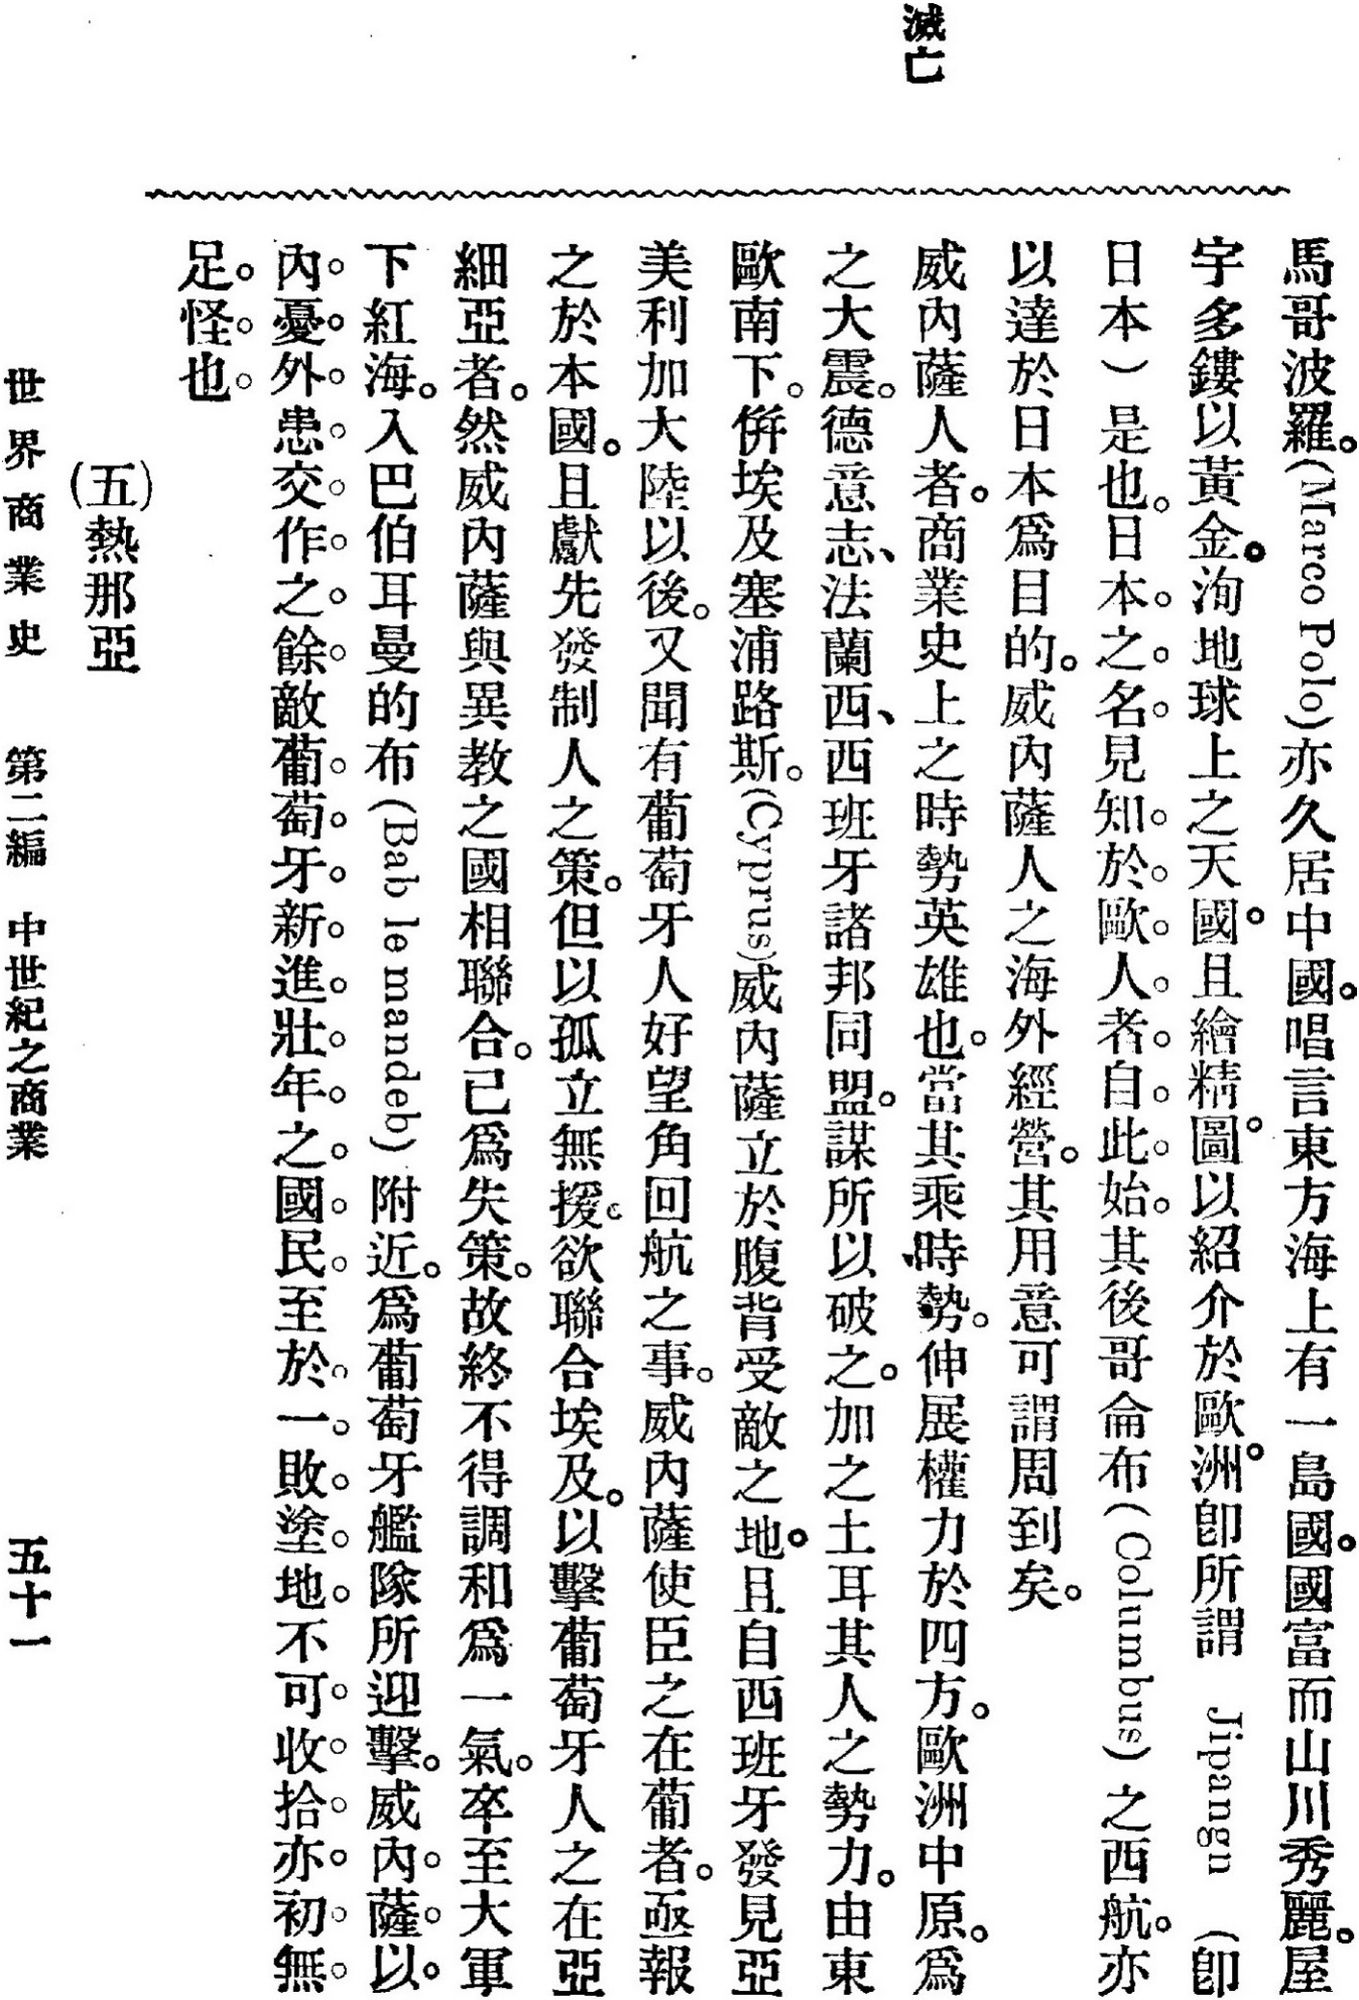 滅亡
馬哥波羅。(Marco Polo)亦久居中國。唱言東方海上有一島國。國富而山川秀麗。屋
宇多鏤以黃金。洵地球上之天國。且繪精圖。以紹介於歐洲。卽所謂 Jipangn (卽
日本)是也。日本之名見知於歐人者自此始。其後哥侖布(Columbus)之西航。亦
以達於日本爲目的。威內薩人之海外經營。其用意可謂周到矣。
威內薩人者。商業史上之時勢英雄也。當其乘時勢。伸展權力於四方。歐洲中原。爲
之大震。德意志、法蘭西、西班牙諸邦同盟。謀所以破之。加之土耳其人之勢力。由東
歐南下。併埃及塞浦路斯。(Cyprus)威內薩立於腹背受敵之地。且自西班牙發見亞
美利加大陸以後。又聞有葡萄牙人好望角回航之事。威內薩使臣之在葡者。亟報
之於本國。且獻先發制人之策。但以孤立無援。欲聯合埃及。以擊葡萄牙人之在亞
細亞者。然威內薩與異教之國相聯合。已爲失策。故終不得調和爲一氣。卒至大軍
下紅海。入巴伯耳曼的布(Bab le mandeb)附近。爲葡萄牙艦隊所迎擊。威內薩以
內憂外患交作之餘敵葡萄牙新進壯年之國民至於一敗塗地不可收拾亦初無
足怪也。
(五)熱那亞
世界商業史 第二編 中世紀之商業 五十一